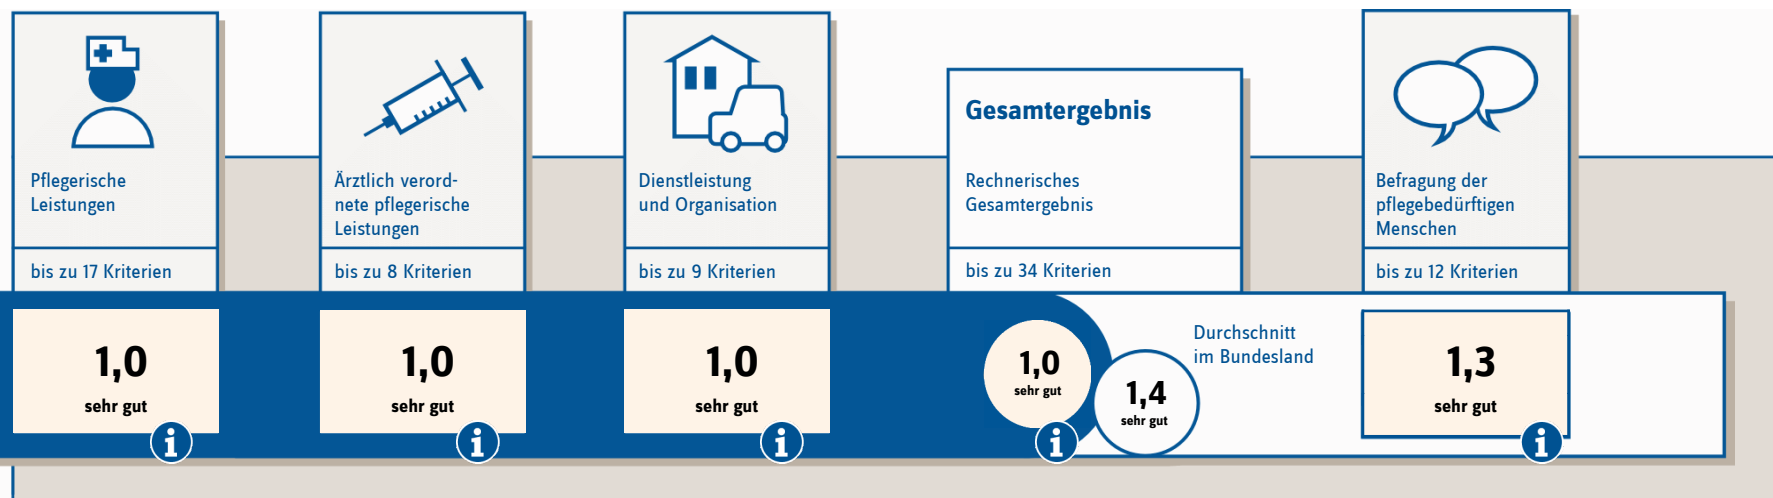 Pflegerische
Leistungen
bis zu 17 Kriterien
1,0
sehr gut
i
Ärztlich verord-
nete pflegerische
Leistungen
bis zu 8 Kriterien
1,0
sehr gut
i
Dienstleistung
und Organisation
bis zu 9 Kriterien
1,0
sehr gut
i
Gesamtergebnis
Rechnerisches
Gesamtergebnis
bis zu 34 Kriterien
1,0
sehr gut
i
1,4
sehr gut
Durchschnitt
im Bundesland
Befragung der
pflegebedürftigen
Menschen
bis zu 12 Kriterien
1,3
sehr gut
i